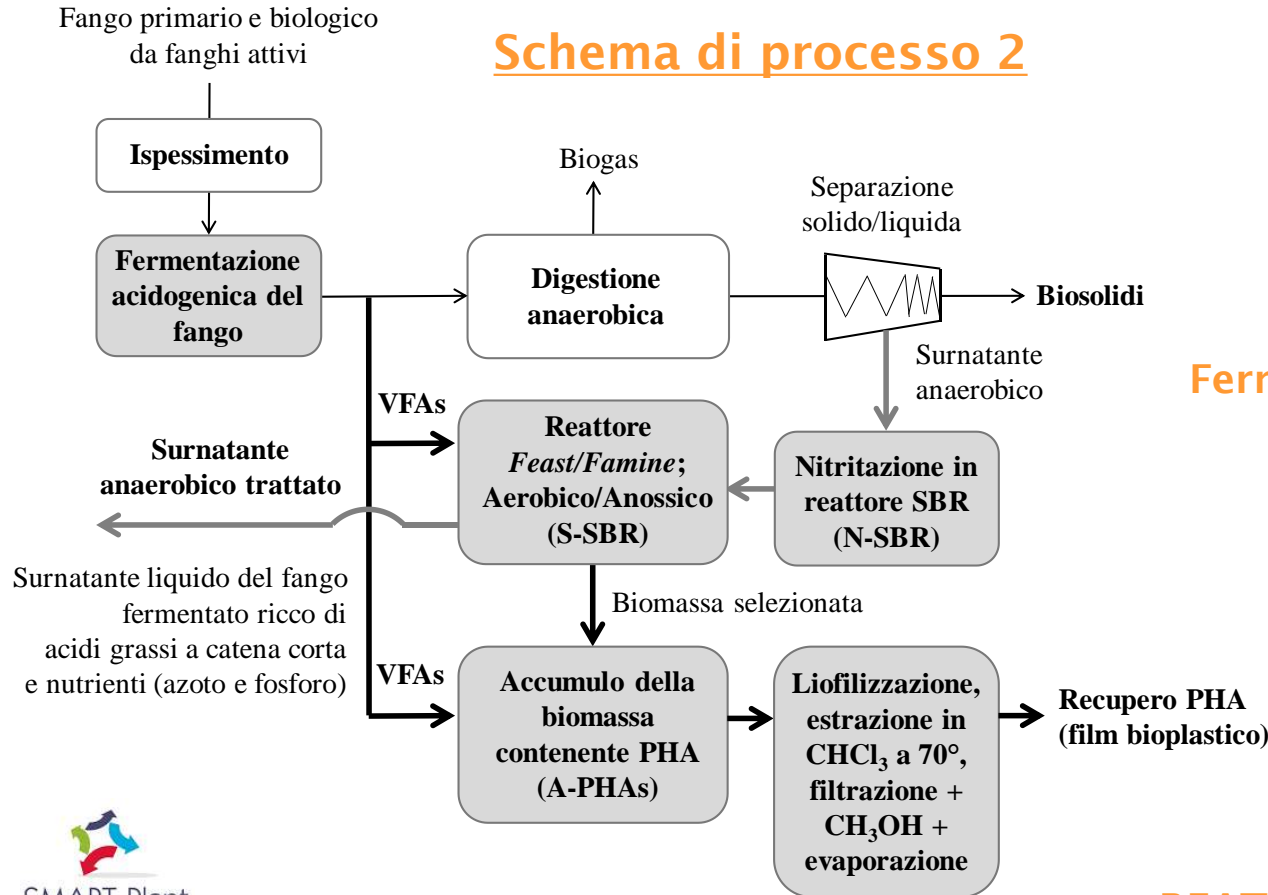 Fango primario e biologico
da fanghi attivi
Schema di processo 2
Ispessimento
Biogas
Separazione
solido/liquida
Fermentazione
acidogenica del
fango
Digestione
anaerobica
Biosolidi
Surnatante
anaerobico
Ferr
VFAs
Surnatante
anaerobico trattato
Reattore
Feast/Famine;
Aerobico/Anossico
(S-SBR)
Nitritazione in
reattore SBR
(N-SBR)
Surnatante liquido del fango
fermentato ricco di
acidi grassi a catena corta
e nutrienti (azoto e fosforo)
Biomassa selezionata
VFAs
Accumulo della
biomassa
contenente PHA
(A-PHAs)
Liofilizzazione,
estrazione in
CHCl₃ a 70°,
filtrazione +
CH₃OH +
evaporazione
Recupero PHA
(film bioplastico)
SMART-Plant